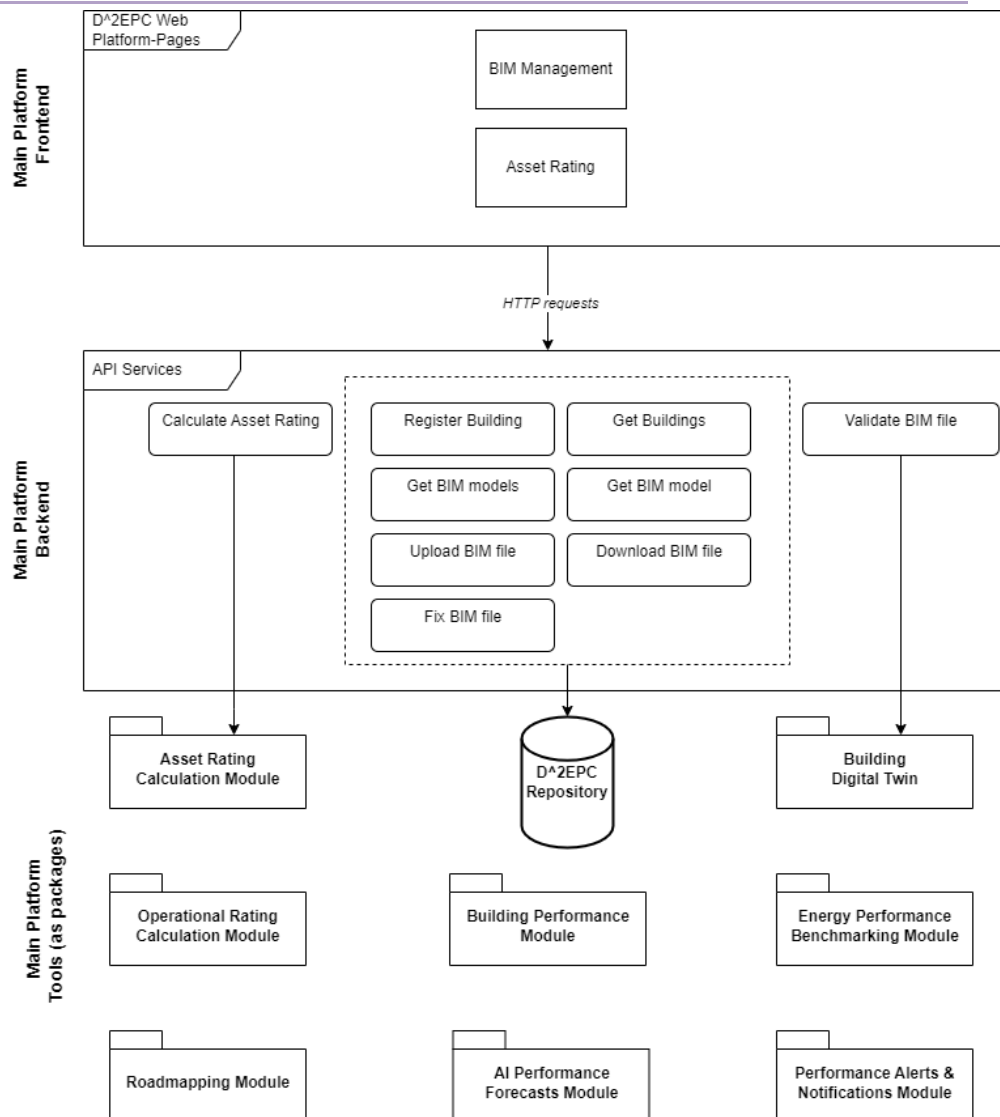 D^2EPC Web
Platform-Pages
BIM Management
Asset Rating
Main Platform
Frontend
HTTP requests
API Services
Calculate Asset Rating
Register Building
Get Buildings
Validate BIM file
Get BIM models
Get BIM model
Upload BIM file
Download BIM file
Fix BIM file
Main Platform
Backend
Asset Rating
Calculation Module
D^2EPC
Repository
Building
Digital Twin
Main Platform
Tools (as packages)
Operational Rating
Calculation Module
Building Performance
Module
Energy Performance
Benchmarking Module
Roadmapping Module
AI Performance
Forecasts Module
Performance Alerts &
Notifications Module